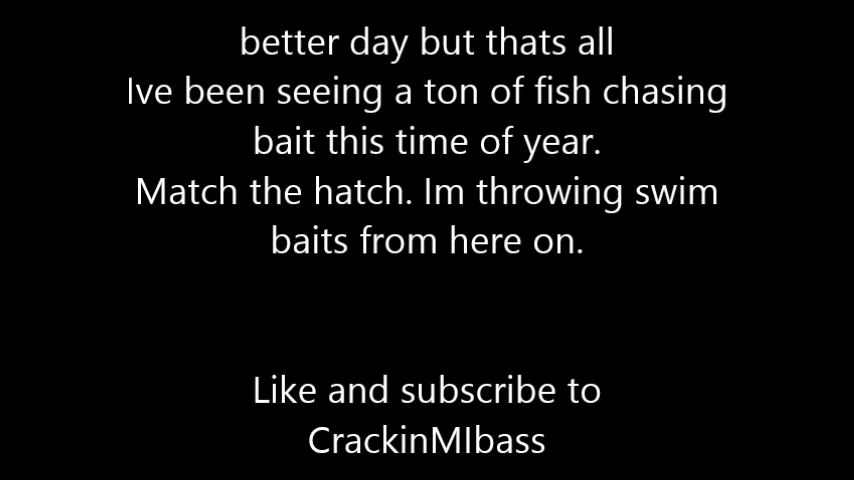 better day but thats all
Ive been seeing a ton of fish chasing
bait this time of year.
Match the hatch. Im throwing swim
baits from here on.
Like and subscribe to
CrackinMIbass